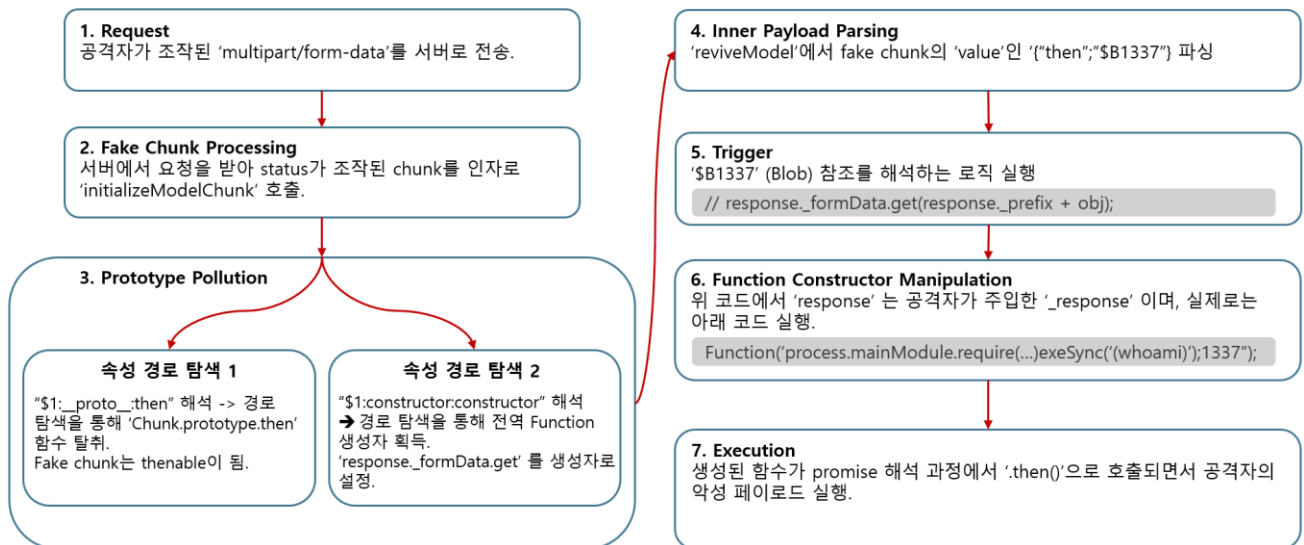 1. Request
공격자가 조작된 ‘multipart/form-data’를 서버로 전송.
2. Fake Chunk Processing
서버에서 요청을 받아 status가 조작된 chunk를 인자로
‘initializeModelChunk’ 호출.
3. Prototype Pollution
속성 경로 탐색 1
“$1:__proto__:then” 해석 -> 경로
탐색을 통해 ‘Chunk.prototype.then’
함수 탈취.
Fake chunk는 thenable이 됨.
속성 경로 탐색 2
“$1:constructor:constructor” 해석
➔ 경로 탐색을 통해 전역 Function
생성자 획득.
‘response._formData.get’ 를 생성자로
설정.
4. Inner Payload Parsing
‘reviveModel’에서 fake chunk의 ‘value’인 ‘{“then”;”$B1337”} 파싱
5. Trigger
‘$B1337’ (Blob) 참조를 해석하는 로직 실행
// response._formData.get(response._prefix + obj);
6. Function Constructor Manipulation
위 코드에서 ‘response’ 는 공격자가 주입한 ‘_response’ 이며, 실제로는
아래 코드 실행.
Function(‘process.mainModule.require(...)exeSync(‘(whoami)’);1337”);
7. Execution
생성된 함수가 promise 해석 과정에서 ‘.then()’으로 호출되면서 공격자의
악성 페이로드 실행.